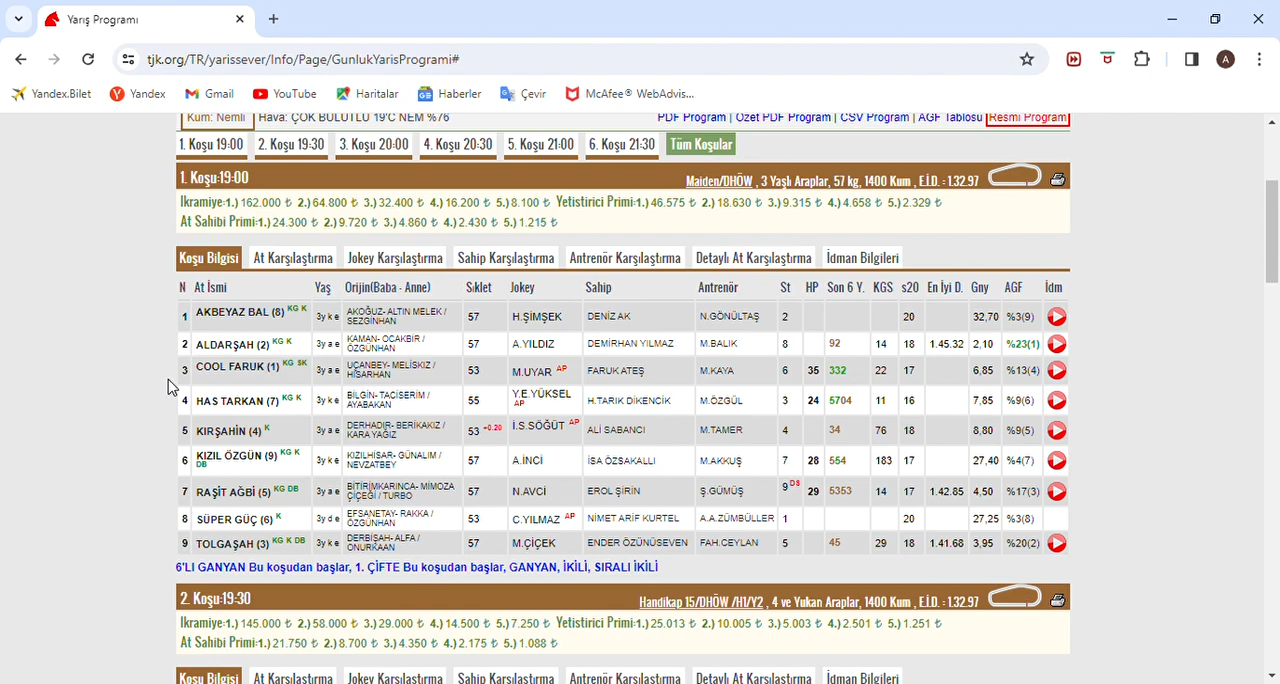 Yarış Programı
tjk.org/TR/yarissever/Info/Page/GunlukYarisProgrami#
A
Yandex.Bilet Yandex Gmail YouTube Haritalar Haberler Çevir McAfee® WebAdvis...
Kum: Nemli Hava: ÇOK BULUTLU 19°C NEM %76 PDF Program | Özet PDF Program | CSV Program | AGF Tablosu Resmi Program
1. Koşu 19:00 2. Koşu 19:30 3. Koşu 20:00 4. Koşu 20:30 5. Koşu 21:00 6. Koşu 21:30 Tüm Koşular
1. Koşu:19:00 Maiden/DHÖW , 3 Yaşlı Araplar, 57 kg, 1400 Kum , E.İ.D. : 1.32.97
Ikramiye:1.) 162.000 ₺ 2.) 64.800 ₺ 3.) 32.400 ₺ 4.) 16.200 ₺ 5.) 8.100 ₺ Yetistirici Primi:1.) 46.575 ₺ 2.) 18.630 ₺ 3.) 9.315 ₺ 4.) 4.658 ₺ 5.) 2.329 ₺
At Sahibi Primi:1.) 24.300 ₺ 2.) 9.720 ₺ 3.) 4.860 ₺ 4.) 2.430 ₺ 5.) 1.215 ₺
Koşu Bilgisi At Karşılaştırma Jokey Karşılaştırma Sahip Karşılaştırma Antrenör Karşılaştırma Detaylı At Karşılaştırma İdman Bilgileri
N At İsmi Yaş Orijin(Baba - Anne) Sıklet Jokey Sahip Antrenör St HP Son 6 Y. KGS s20 En İyi D. Gny AGF İdm
1 AKBEYAZ BAL (8) KG K 3y k e AKOĞUZ- ALTIN MELEK / SEZGİNHAN 57 H.ŞİMŞEK DENİZ AK N.GÖNÜLTAŞ 2 20 32,70 %3(9)
2 ALDARŞAH (2) KG K 3y a e KAMAN- OCAKBİR / ÖZGÜNHAN 57 A.YILDIZ DEMİRHAN YILMAZ M.BALIK 8 92 14 18 1.45.32 2,10 %23(1)
3 COOL FARUK (1) KG SK 3y a e UÇANBEY- MELİSKIZ / HİSARHAN 53 M.UYAR AP FARUK ATEŞ M.KAYA 6 35 332 22 17 6,85 %13(4)
4 HAS TARKAN (7) KG K 3y k e BİLGİN- TACİSERİM / AYABAKAN 55 Y.E.YÜKSEL AP H.TARIK DİKENCİK M.ÖZGÜL 3 24 5704 11 16 7,85 %9(6)
5 KIRŞAHİN (4) K 3y a e DERHADIR- BERİKAKIZ / KARA YAĞIZ 53 +0.20 İ.S.SÖĞÜT AP ALİ SABANCI M.TAMER 4 34 76 18 8,80 %9(5)
6 KIZIL ÖZGÜN (9) KG K DB 3y k e KIZILHİSAR- GÜNALIM / NEVZATBEY 57 A.İNCİ İSA ÖZSAKALLI M.AKKUŞ 7 28 554 183 17 27,40 %4(7)
7 RAŞİT AĞBİ (5) KG DB 3y a e BİTİRİMKARINCA- MİMOZA ÇİÇEĞİ / TURBO 57 N.AVCİ EROL ŞİRİN Ş.GÜMÜŞ 9 DS 29 5353 14 17 1.42.85 4,50 %17(3)
8 SÜPER GÜÇ (6) K 3y d e EFSANETAY- RAKKA / ÖZGÜNHAN 53 C.YILMAZ AP NİMET ARİF KURTEL A.A.ZÜMBÜLLER 1 20 27,25 %3(8)
9 TOLGAŞAH (3) KG K DB 3y k e DERBİŞAH- ALFA / ONURKAAN 57 M.ÇİÇEK ENDER ÖZÜNÜSEVEN FAH.CEYLAN 5 45 29 18 1.41.68 3,95 %20(2)
6'LI GANYAN Bu koşudan başlar, 1. ÇİFTE Bu koşudan başlar, GANYAN, İKİLİ, SIRALI İKİLİ
2. Koşu:19:30 Handikap 15/DHÖW /H1/Y2 , 4 ve Yukarı Araplar, 1400 Kum , E.İ.D. : 1.32.97
Ikramiye:1.) 145.000 ₺ 2.) 58.000 ₺ 3.) 29.000 ₺ 4.) 14.500 ₺ 5.) 7.250 ₺ Yetistirici Primi:1.) 25.013 ₺ 2.) 10.005 ₺ 3.) 5.003 ₺ 4.) 2.501 ₺ 5.) 1.251 ₺
At Sahibi Primi:1.) 21.750 ₺ 2.) 8.700 ₺ 3.) 4.350 ₺ 4.) 2.175 ₺ 5.) 1.088 ₺
Koşu Bilgisi At Karşılaştırma Jokey Karşılaştırma Sahip Karşılaştırma Antrenör Karşılaştırma Detaylı At Karşılaştırma İdman Bilgileri